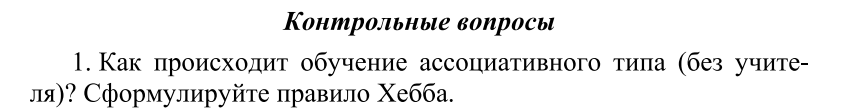 Контрольные вопросы
1. Как происходит обучение ассоциативного типа (без учите-
ля)? Сформулируйте правило Хебба.